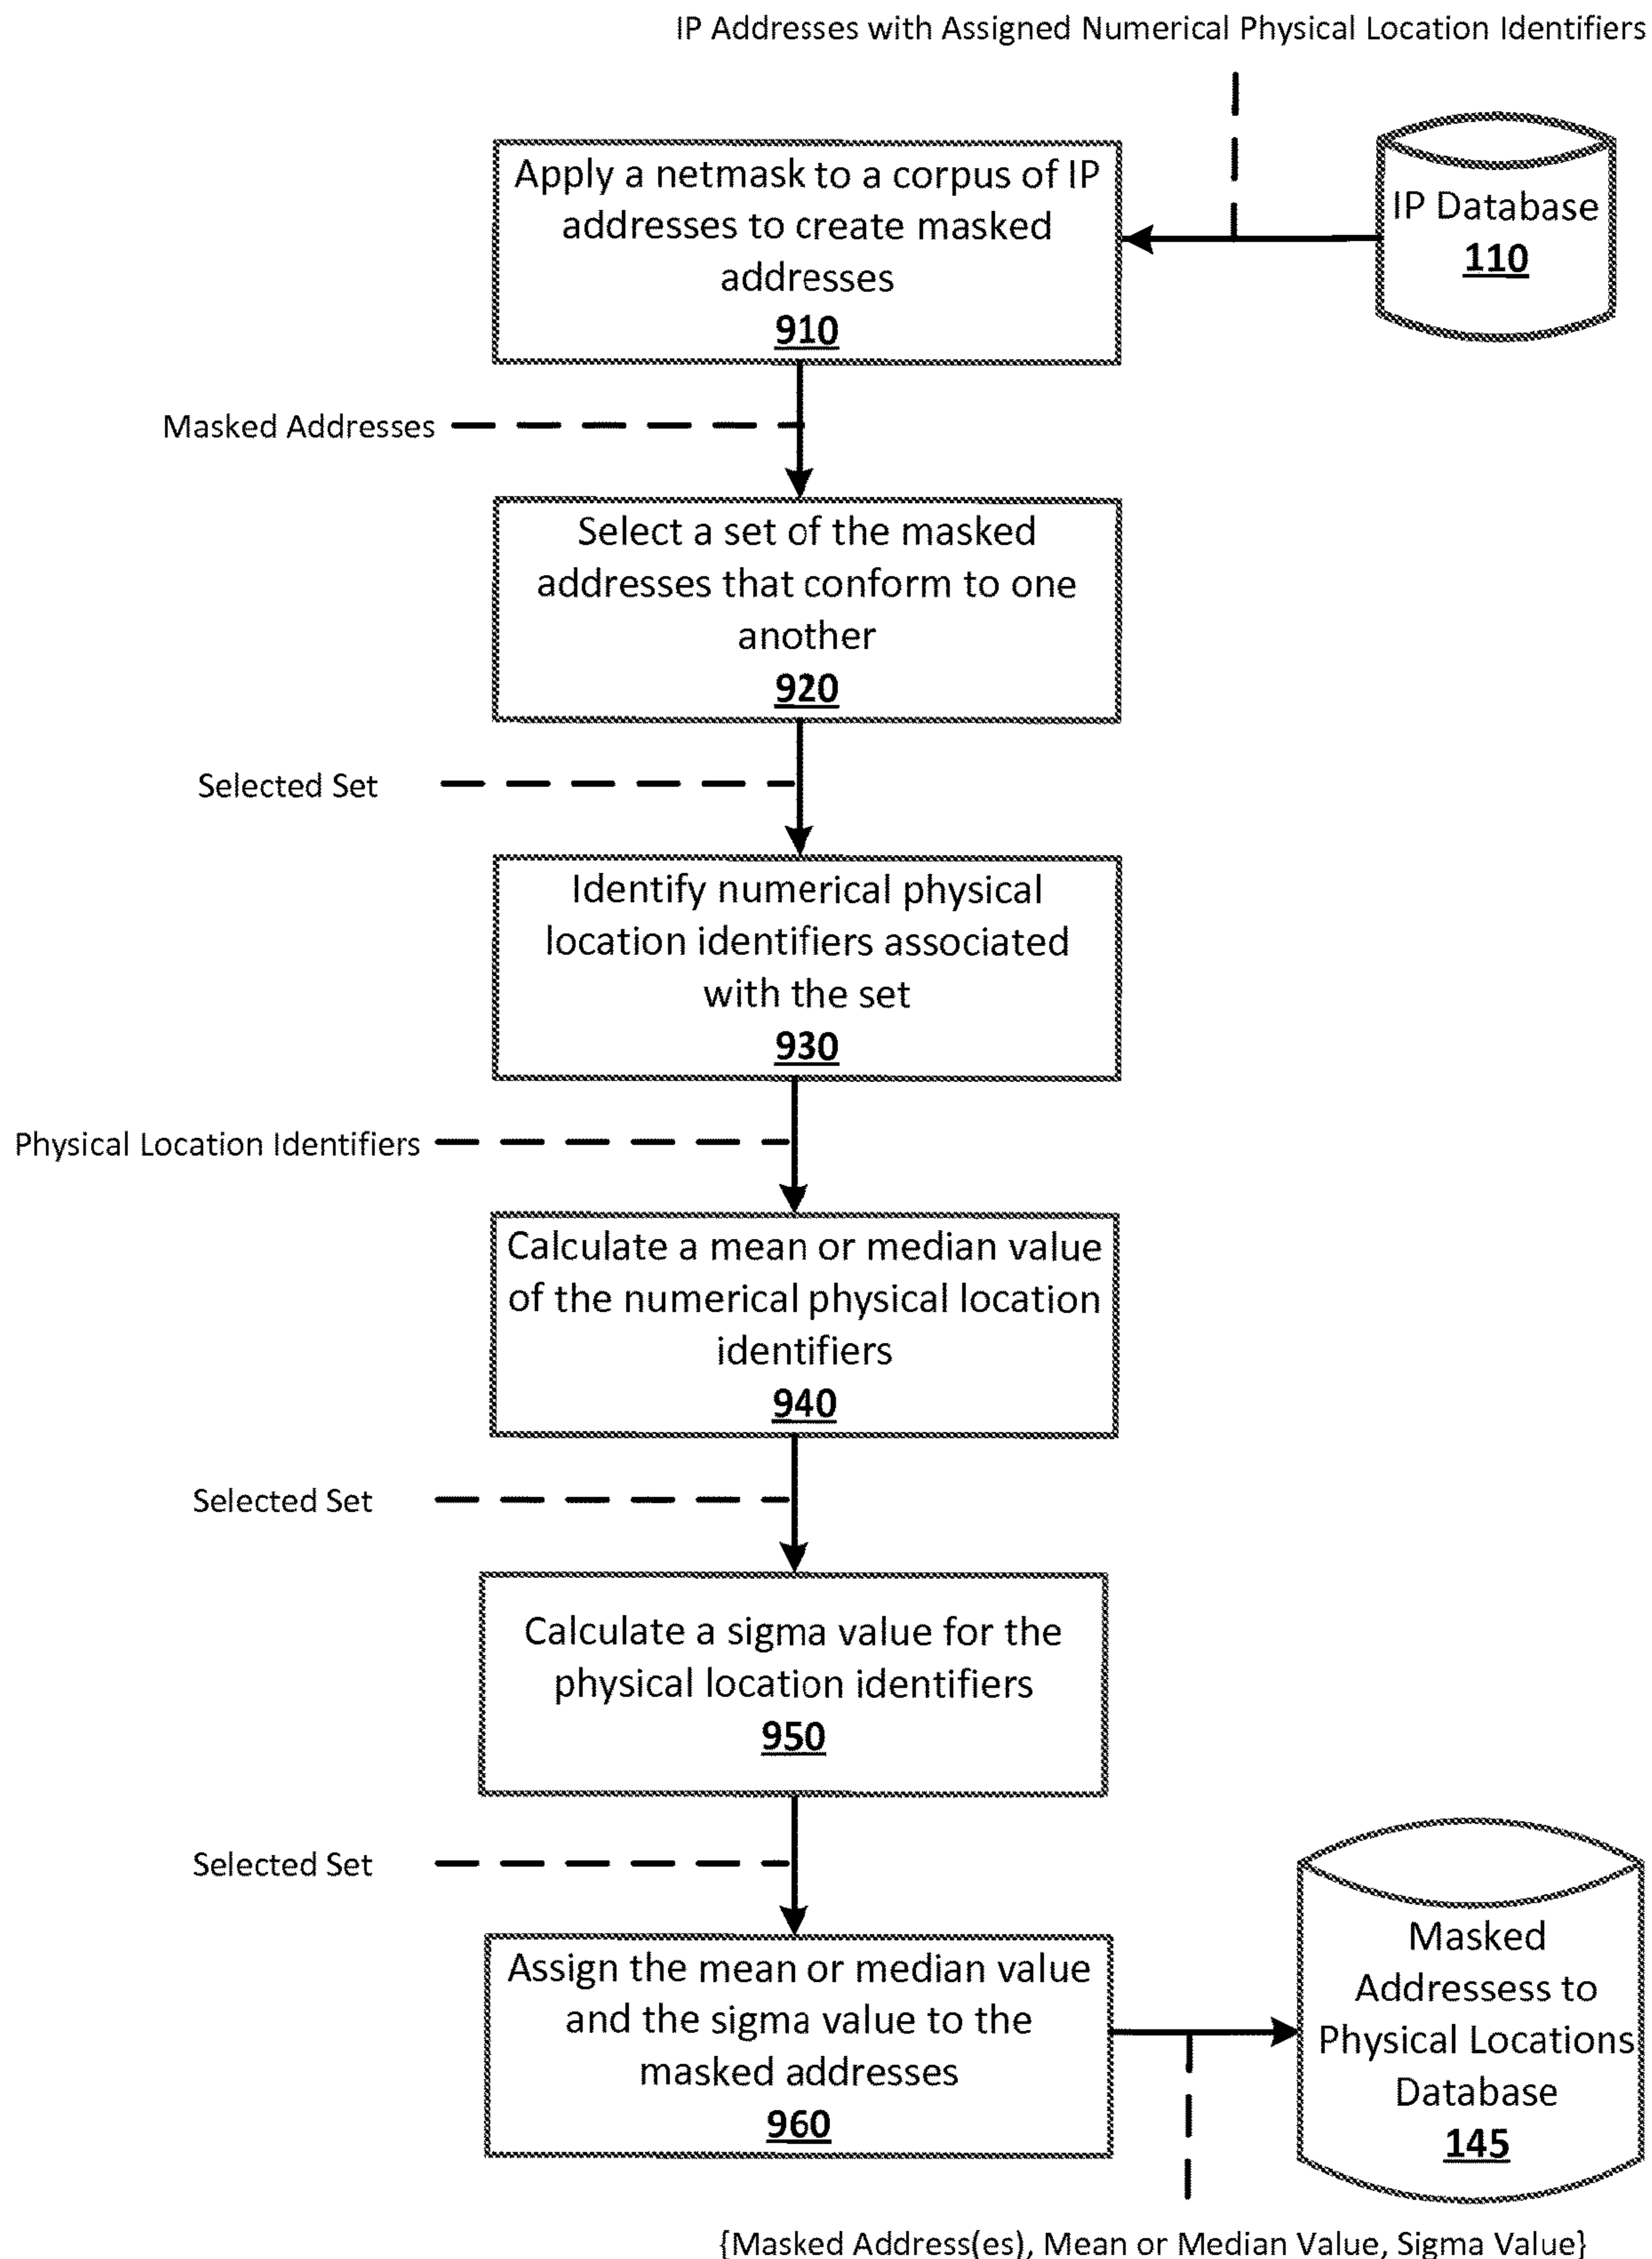 IP Addresses with Assigned Numerical Physical Location Identifiers
Apply a netmask to a corpus of IP
addresses to create masked
addresses
910
IP Database
110
Masked Addresses
Select a set of the masked
addresses that conform to one
another
920
Selected Set
Identify numerical physical
location identifiers associated
with the set
930
Physical Location Identifiers
Calculate a mean or median value
of the numerical physical location
identifiers
940
Selected Set
Calculate a sigma value for the
physical location identifiers
950
Selected Set
Assign the mean or median value
and the sigma value to the
masked addresses
960
Masked
Addressess to
Physical Locations
Database
145
{Masked Address(es), Mean or Median Value, Sigma Value}